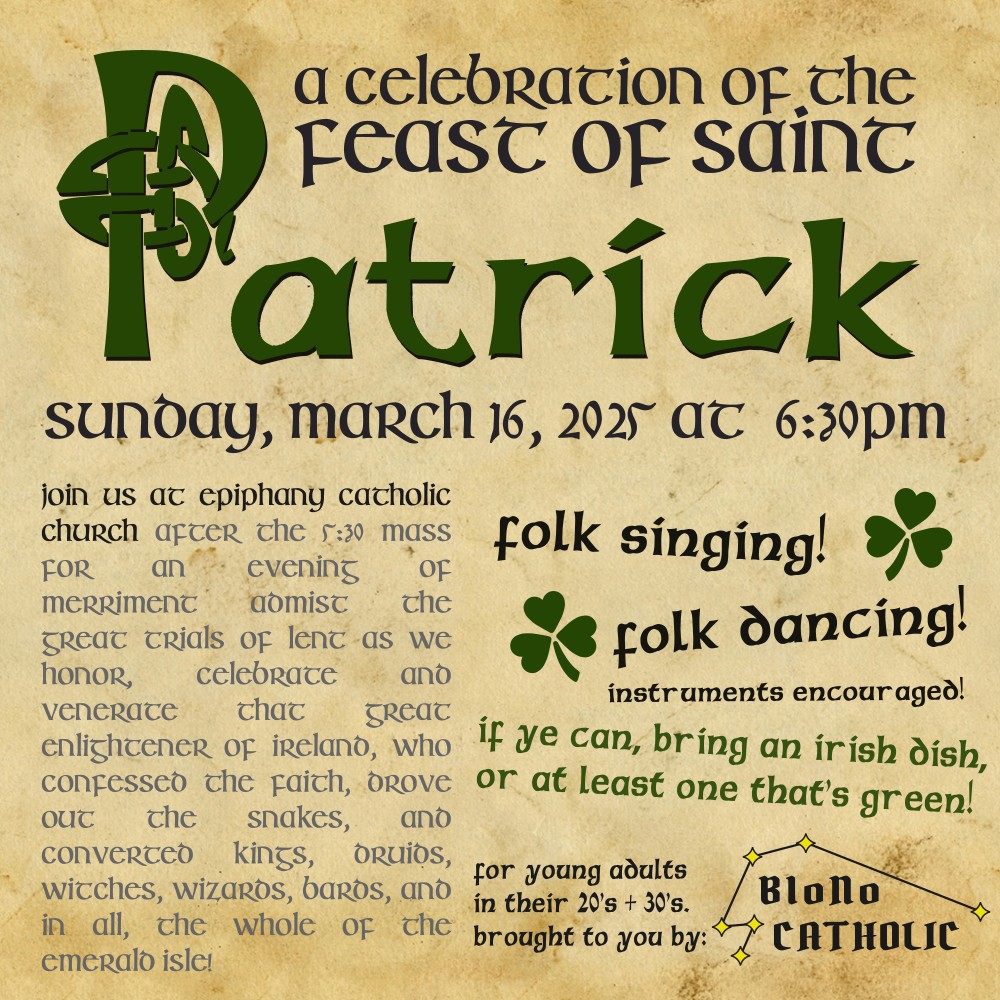 a celebration of the
feast of saint
Patrick
sunday, march 16, 2025 at 6:30pm
join us at epiphany catholic
church after the 5:30 mass
for an evening of
merriment admist the
great trials of lent as we
honor, celebrate and
venerate that great
enlightener of ireland, who
confessed the faith, drove
out the snakes, and
converted kings, druids,
witches, wizards, bards, and
in all, the whole of the
emerald isle!
folk singing!
folk dancing!
instruments encouraged!
if ye can, bring an irish dish,
or at least one that's green!
for young adults
in their 20's + 30's.
brought to you by:
BloNo
CATHOLIC